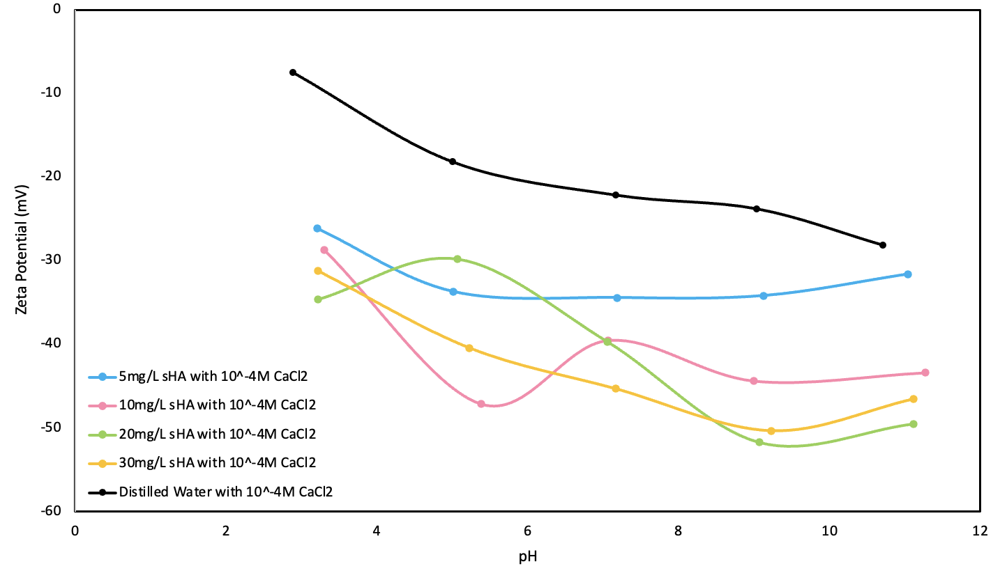 0
-10
-20
-30
-40
-50
-60
Zeta Potential (mV)
5mg/L sHA with 10^-4M CaCl2
10mg/L sHA with 10^-4M CaCl2
20mg/L sHA with 10^-4M CaCl2
30mg/L sHA with 10^-4M CaCl2
Distilled Water with 10^-4M CaCl2
0 2 4 6 8 10 12
pH